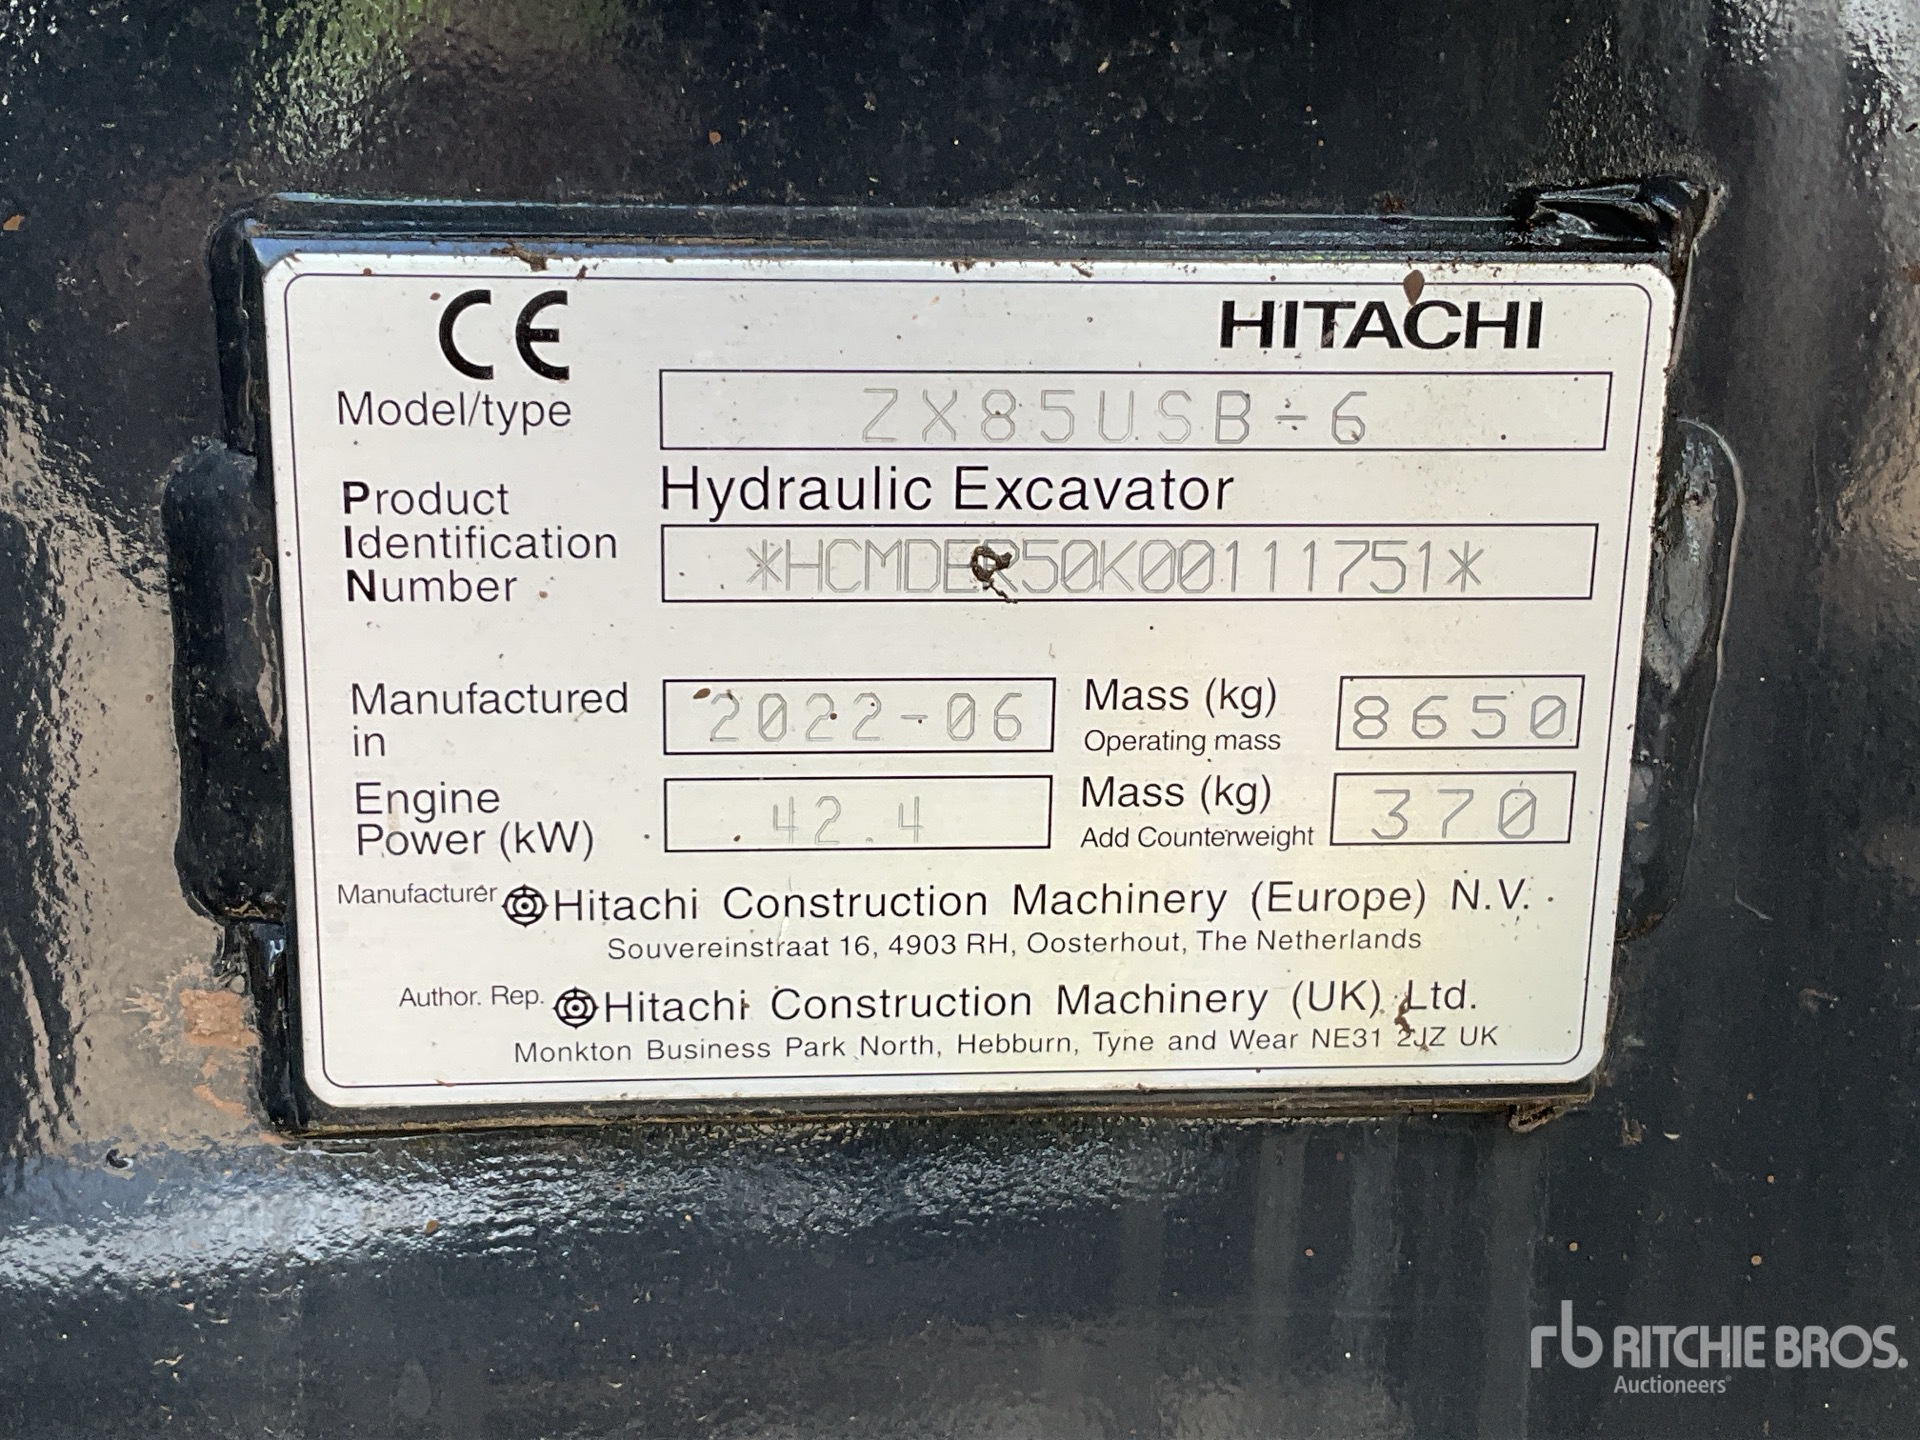 CE HITACHI
Model/type ZX85USB-6
Hydraulic Excavator
Product
Identification
Number *HCMDER50K00111751*
Manufactured
in 2022-06 Mass (kg)
Operating mass 8650
Engine
Power (kW) 42.4 Mass (kg)
Add Counterweight 370
Manufacturer Hitachi Construction Machinery (Europe) N.V.
Souvereinstraat 16, 4903 RH, Oosterhout, The Netherlands
Author. Rep. Hitachi Construction Machinery (UK) Ltd.
Monkton Business Park North, Hebburn, Tyne and Wear NE31 2JZ UK
rb RITCHIE BROS.
Auctioneers